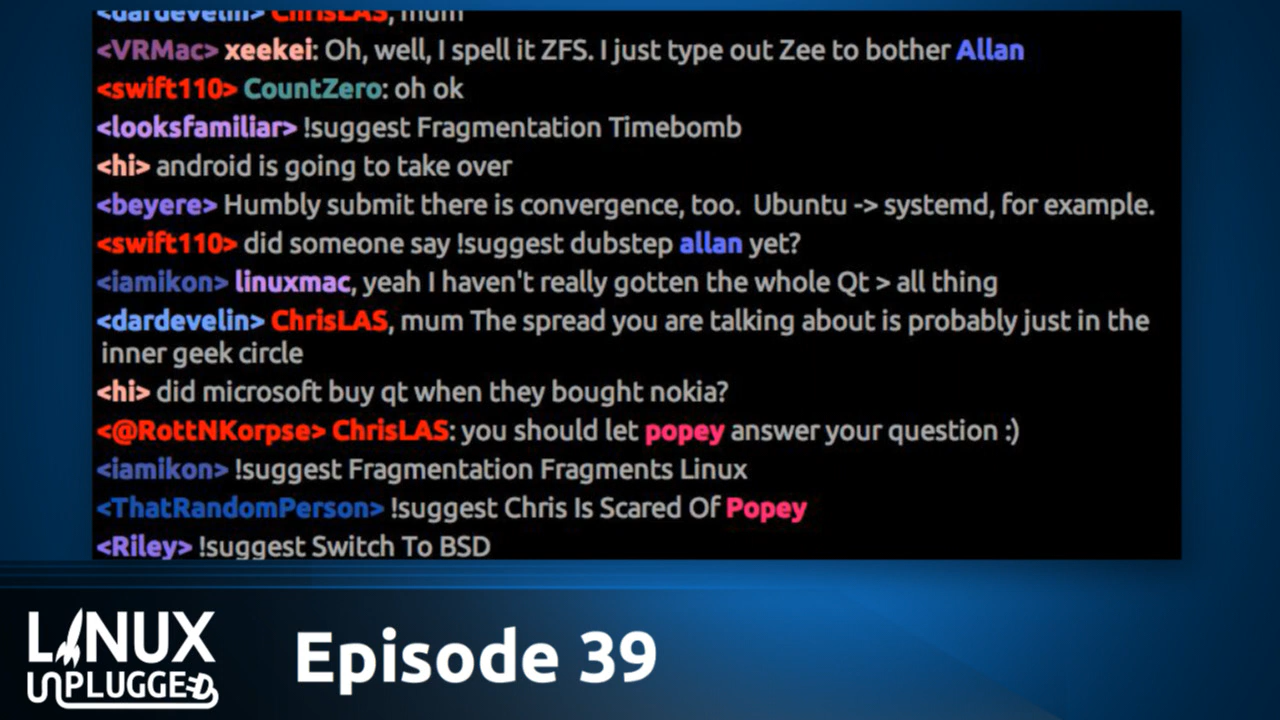 <dardevelin> ChrisLAS, mum
<VRMac> xeekei: Oh, well, I spell it ZFS. I just type out Zee to bother Allan
<swift110> CountZero: oh ok
<looksfamiliar> !suggest Fragmentation Timebomb
<hi> android is going to take over
<beyere> Humbly submit there is convergence, too.  Ubuntu -> systemd, for example.
<swift110> did someone say !suggest dubstep allan yet?
<iamikon> linuxmac, yeah I haven't really gotten the whole Qt > all thing
<dardevelin> ChrisLAS, mum The spread you are talking about is probably just in the
inner geek circle
<hi> did microsoft buy qt when they bought nokia?
<@RottNKorpse> ChrisLAS: you should let popey answer your question :)
<iamikon> !suggest Fragmentation Fragments Linux
<ThatRandomPerson> !suggest Chris Is Scared Of Popey
<Riley> !suggest Switch To BSD
LINUX
UNPLUGGED
Episode 39